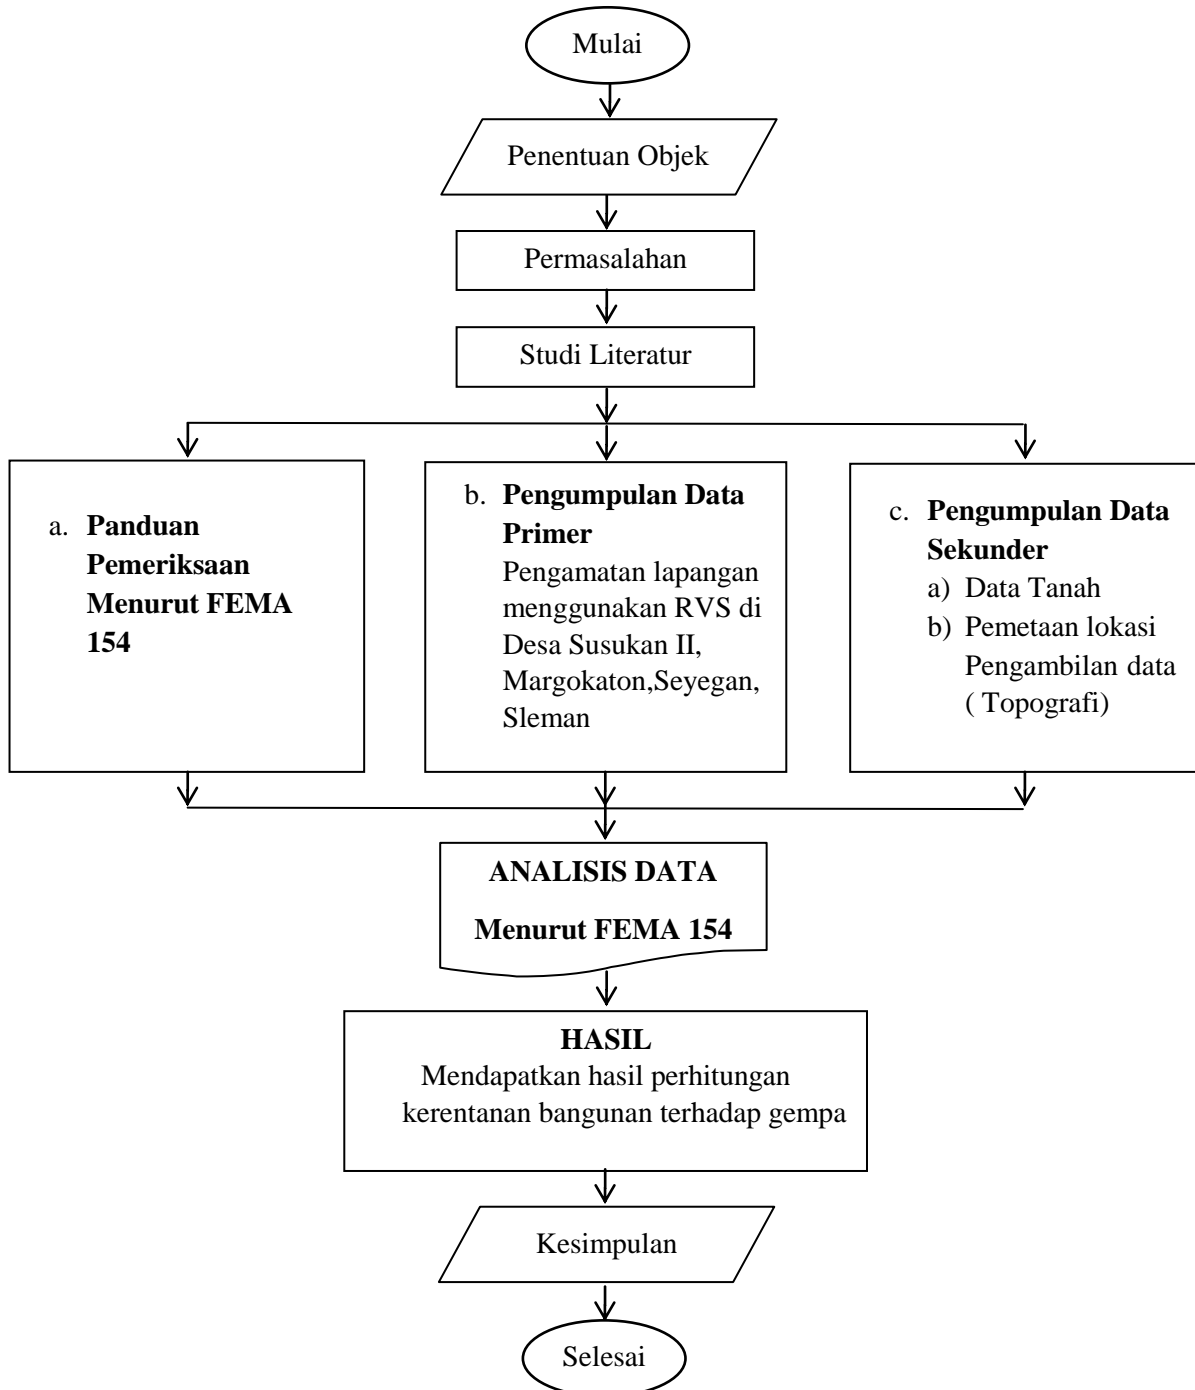 Mulai
Penentuan Objek
Permasalahan
Studi Literatur
a. Panduan
Pemeriksaan
Menurut FEMA
154
b. Pengumpulan Data
Primer
Pengamatan lapangan
menggunakan RVS di
Desa Susukan II,
Margokaton,Seyegan,
Sleman
c. Pengumpulan Data
Sekunder
a) Data Tanah
b) Pemetaan lokasi
Pengambilan data
( Topografi)
ANALISIS DATA
Menurut FEMA 154
HASIL
Mendapatkan hasil perhitungan
kerentanan bangunan terhadap gempa
Kesimpulan
Selesai